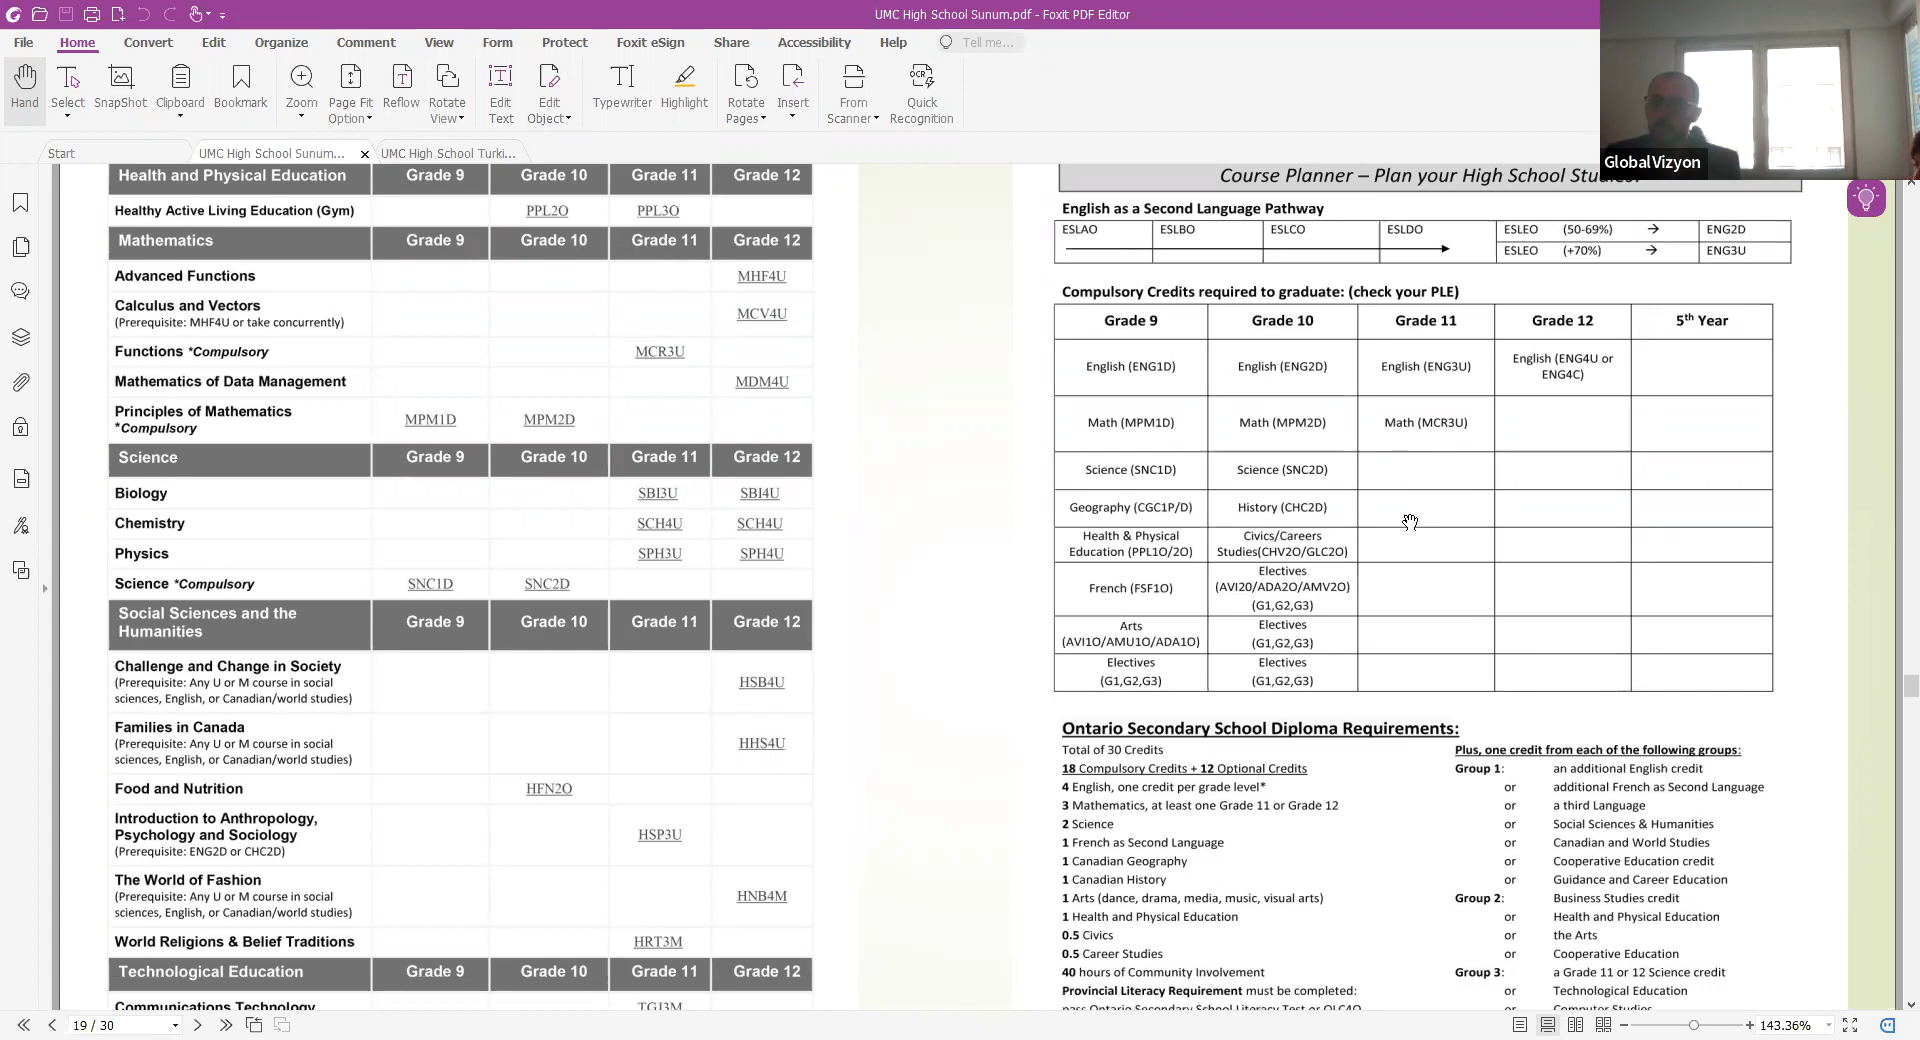 UMC High School Sunum.pdf - Foxit PDF Editor
File Home Convert Edit Organize Comment View Form Protect Foxit eSign Share Accessibility Help Tell me...
Hand Select SnapShot Clipboard Bookmark Zoom Page Fit Option Reflow Rotate View Edit Text Edit Object Typewriter Highlight Rotate Pages Insert From Scanner Quick Recognition
Start UMC High School Sunum... UMC High School Turki...
GlobalVizyon
Health and Physical Education Grade 9 Grade 10 Grade 11 Grade 12
Healthy Active Living Education (Gym) PPL2O PPL3O
Mathematics Grade 9 Grade 10 Grade 11 Grade 12
Advanced Functions MHF4U
Calculus and Vectors
(Prerequisite: MHF4U or take concurrently) MCV4U
Functions *Compulsory MCR3U
Mathematics of Data Management MDM4U
Principles of Mathematics
*Compulsory MPM1D MPM2D
Science Grade 9 Grade 10 Grade 11 Grade 12
Biology SBI3U SBI4U
Chemistry SCH4U SCH4U
Physics SPH3U SPH4U
Science *Compulsory SNC1D SNC2D
Social Sciences and the
Humanities Grade 9 Grade 10 Grade 11 Grade 12
Challenge and Change in Society
(Prerequisite: Any U or M course in social HSB4U
sciences, English, or Canadian/world studies)
Families in Canada
(Prerequisite: Any U or M course in social HHS4U
sciences, English, or Canadian/world studies)
Food and Nutrition HFN2O
Introduction to Anthropology,
Psychology and Sociology HSP3U
(Prerequisite: ENG2D or CHC2D)
The World of Fashion
(Prerequisite: Any U or M course in social HNB4M
sciences, English, or Canadian/world studies)
World Religions & Belief Traditions HRT3M
Technological Education Grade 9 Grade 10 Grade 11 Grade 12
Communications Technology TGJ3M
Course Planner – Plan your High School Studies!
English as a Second Language Pathway
ESLAO ESLBO ESLCO ESLDO ESLEO (50-69%) → ENG2D
ESLEO (+70%) → ENG3U
Compulsory Credits required to graduate: (check your PLE)
Grade 9 Grade 10 Grade 11 Grade 12 5th Year
English (ENG1D) English (ENG2D) English (ENG3U) English (ENG4U or ENG4C)
Math (MPM1D) Math (MPM2D) Math (MCR3U)
Science (SNC1D) Science (SNC2D)
Geography (CGC1P/D) History (CHC2D)
Health & Physical Education (PPL1O/2O) Civics/Careers Studies(CHV2O/GLC2O)
French (FSF1O) Electives (AVI20/ADA2O/AMV2O) (G1,G2,G3)
Arts (AVI1O/AMU1O/ADA1O) Electives (G1,G2,G3)
Electives (G1,G2,G3) Electives (G1,G2,G3)
Ontario Secondary School Diploma Requirements:
Total of 30 Credits
18 Compulsory Credits + 12 Optional Credits
4 English, one credit per grade level*
3 Mathematics, at least one Grade 11 or Grade 12
2 Science
1 French as Second Language
1 Canadian Geography
1 Canadian History
1 Arts (dance, drama, media, music, visual arts)
1 Health and Physical Education
0.5 Civics
0.5 Career Studies
40 hours of Community Involvement
Provincial Literacy Requirement must be completed:
pass Ontario Secondary School Literacy Test or OLC4O
Plus, one credit from each of the following groups:
Group 1: an additional English credit
or additional French as Second Language
or a third Language
or Social Sciences & Humanities
or Canadian and World Studies
or Cooperative Education credit
or Guidance and Career Education
Group 2: Business Studies credit
or Health and Physical Education
or the Arts
or Cooperative Education
Group 3: a Grade 11 or 12 Science credit
or Technological Education
or Computer Studies
19 / 30
143.36%